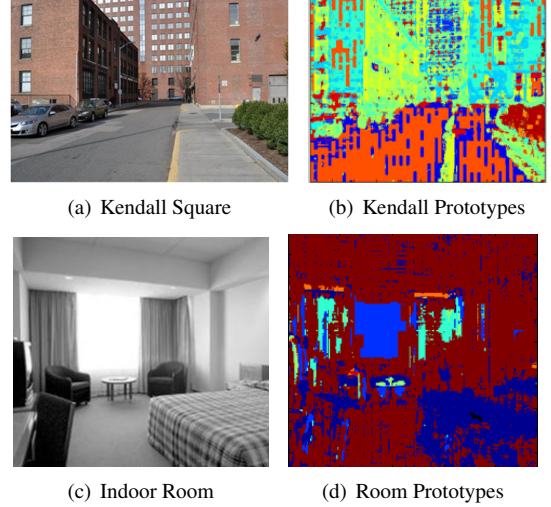 (a) Kendall Square
(b) Kendall Prototypes
(c) Indoor Room
(d) Room Prototypes